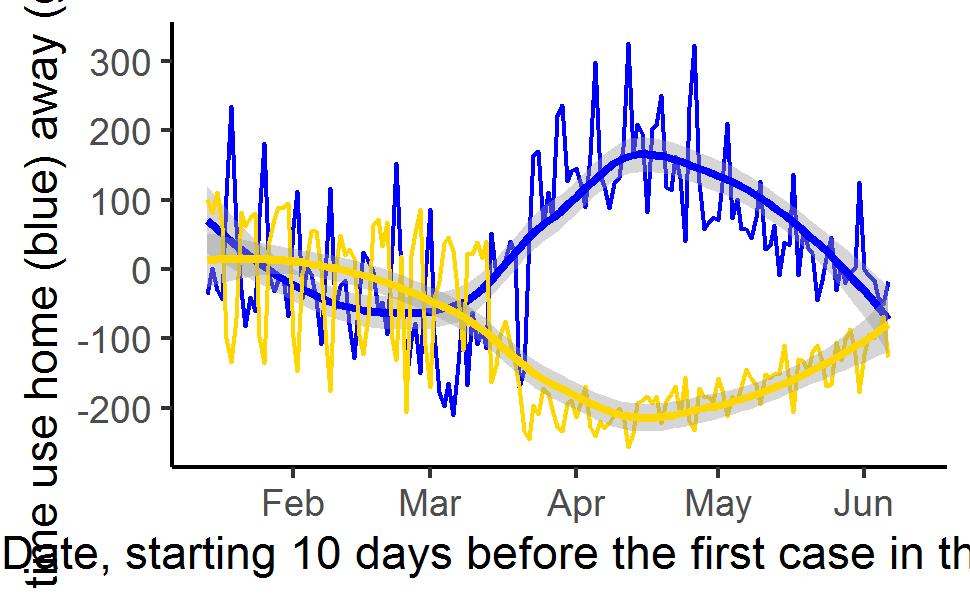 time use home (blue) away (
300
200
100
0
-100
-200
Feb Mar Apr May Jun
Date, starting 10 days before the first case in th